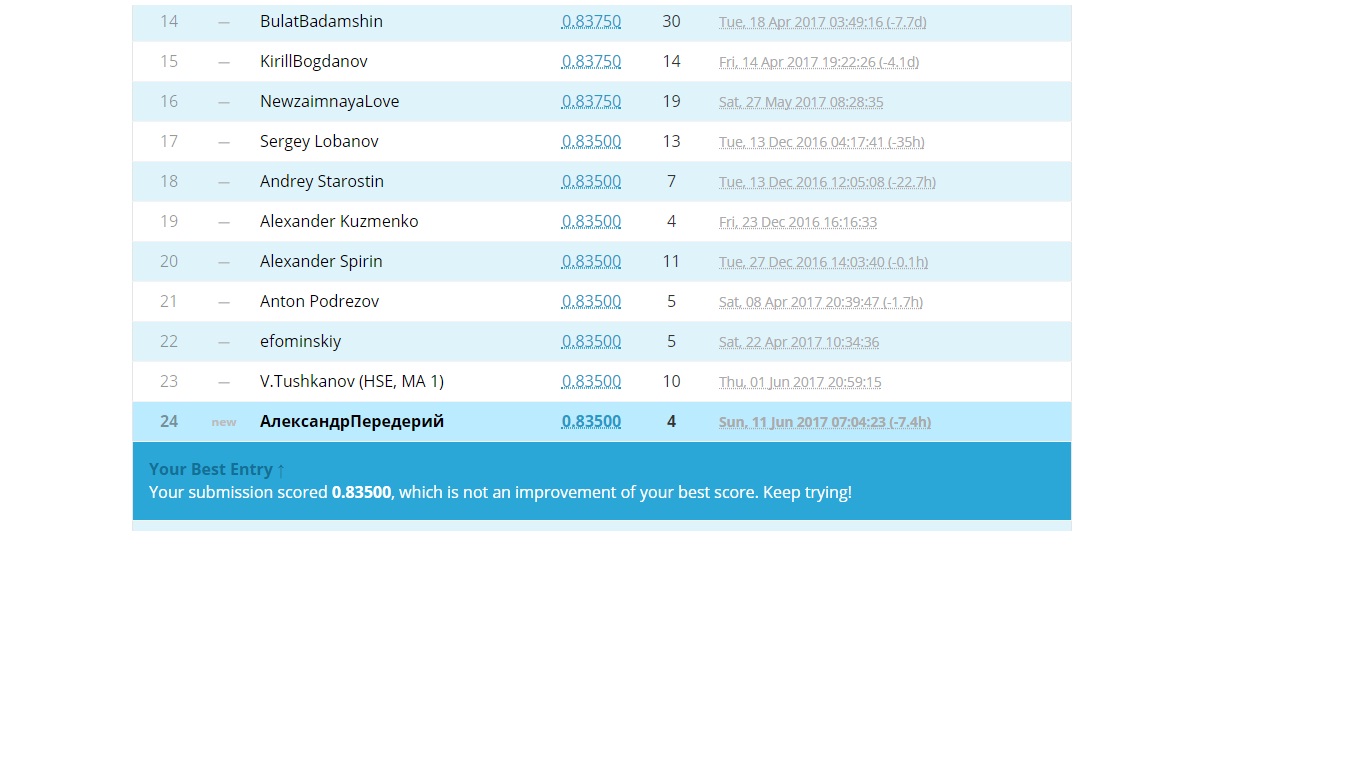 14 — BulatBadamshin 0.83750 30 Tue, 18 Apr 2017 03:49:16 (-7.7d)
15 — KirillBogdanov 0.83750 14 Fri, 14 Apr 2017 19:22:26 (-4.1d)
16 — NewzaimnayaLove 0.83750 19 Sat, 27 May 2017 08:28:35
17 — Sergey Lobanov 0.83500 13 Tue, 13 Dec 2016 04:17:41 (-35h)
18 — Andrey Starostin 0.83500 7 Tue, 13 Dec 2016 12:05:08 (-22.7h)
19 — Alexander Kuzmenko 0.83500 4 Fri, 23 Dec 2016 16:16:33
20 — Alexander Spirin 0.83500 11 Tue, 27 Dec 2016 14:03:40 (-0.1h)
21 — Anton Podrezov 0.83500 5 Sat, 08 Apr 2017 20:39:47 (-1.7h)
22 — efominskiy 0.83500 5 Sat, 22 Apr 2017 10:34:36
23 — V.Tushkanov (HSE, MA 1) 0.83500 10 Thu, 01 Jun 2017 20:59:15
24 new АлександрПередерий 0.83500 4 Sun, 11 Jun 2017 07:04:23 (-7.4h)
Your Best Entry ↑
Your submission scored 0.83500, which is not an improvement of your best score. Keep trying!